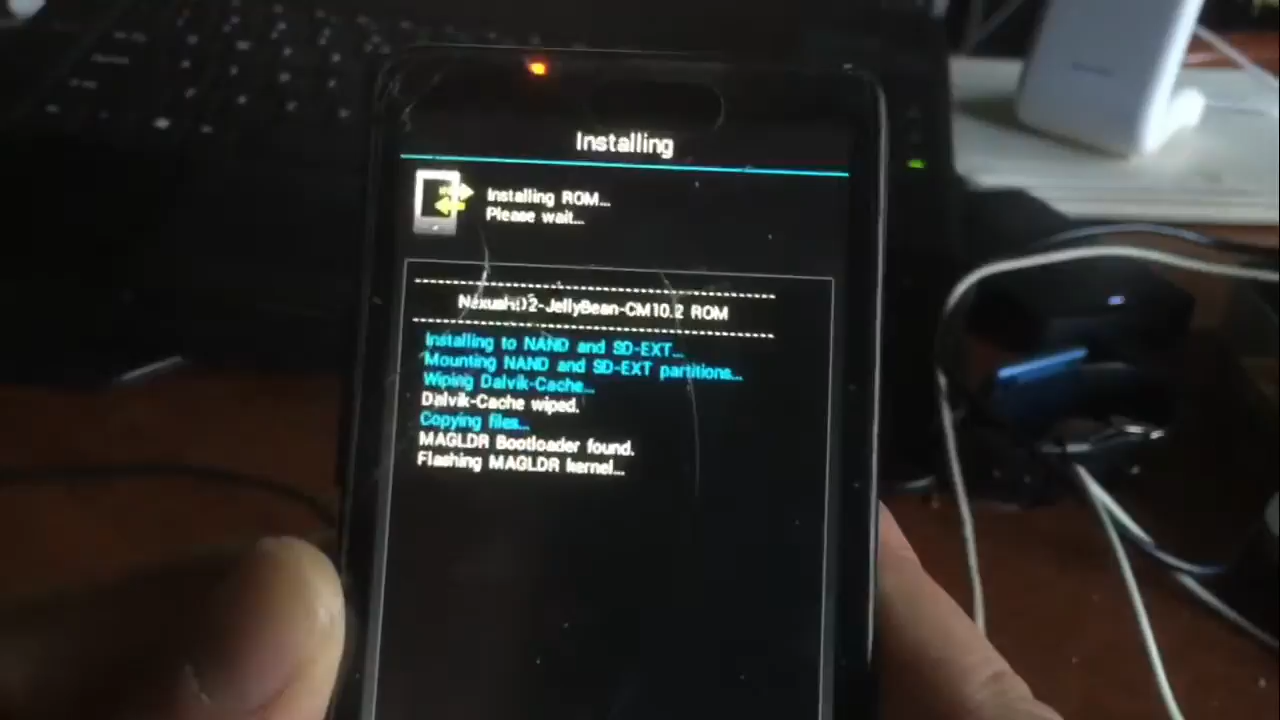 Installing
Installing ROM...
Please wait...
NexusHD2-JellyBean-CM10.2 ROM
Installing to NAND and SD-EXT...
Mounting NAND and SD-EXT partitions...
Wiping Dalvik-Cache...
Dalvik-Cache wiped.
Copying files...
MAGLDR Bootloader found.
Flashing MAGLDR kernel...